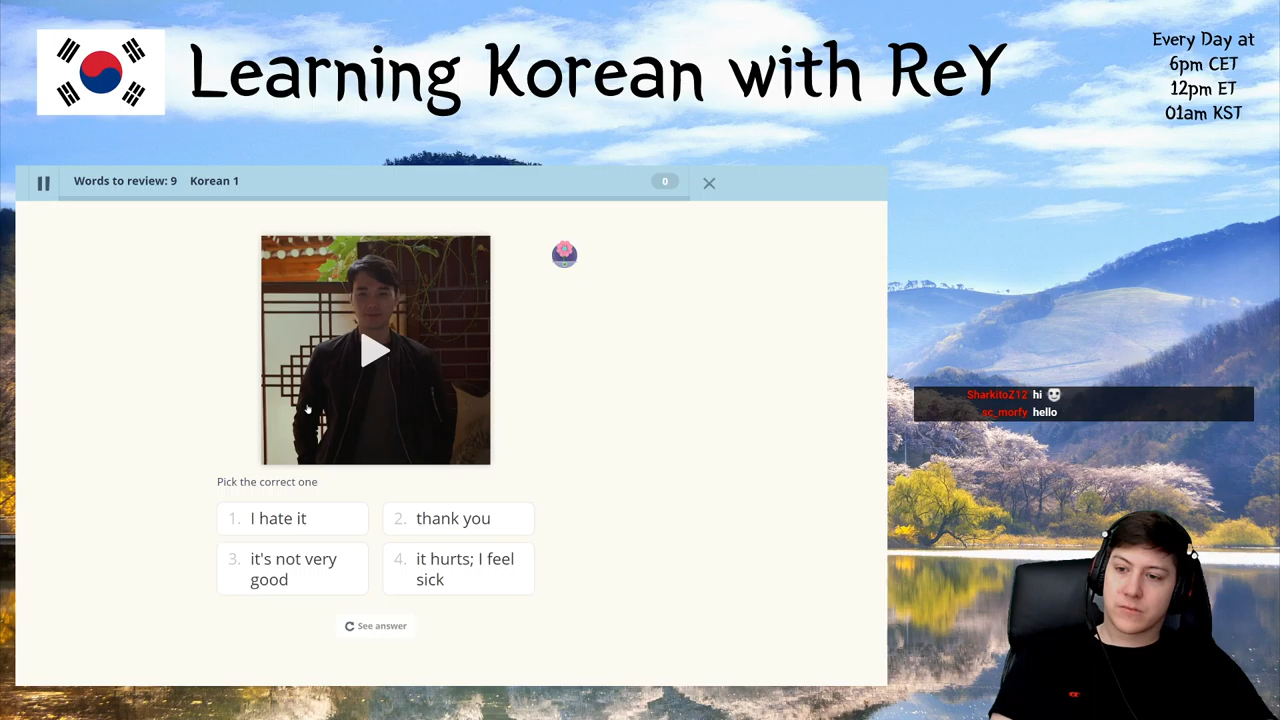 Learning Korean with ReY
Every Day at
6pm CET
12pm ET
01am KST
Words to review: 9 Korean 1
0
SharkitoZ12 hi
sc_morfy hello
Pick the correct one
1. I hate it
2. thank you
3. it's not very
good
4. it hurts; I feel
sick
See answer